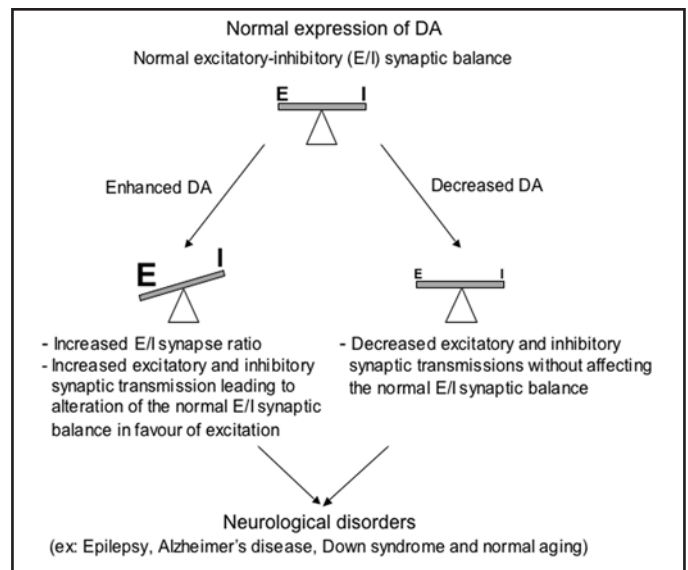 Normal expression of DA
Normal excitatory-inhibitory (E/I) synaptic balance
E I
Enhanced DA
Decreased DA
E I
E I
- Increased E/I synapse ratio
- Increased excitatory and inhibitory
synaptic transmission leading to
alteration of the normal E/I synaptic
balance in favour of excitation
- Decreased excitatory and inhibitory
synaptic transmissions without affecting
the normal E/I synaptic balance
Neurological disorders
(ex: Epilepsy, Alzheimer's disease, Down syndrome and normal aging)